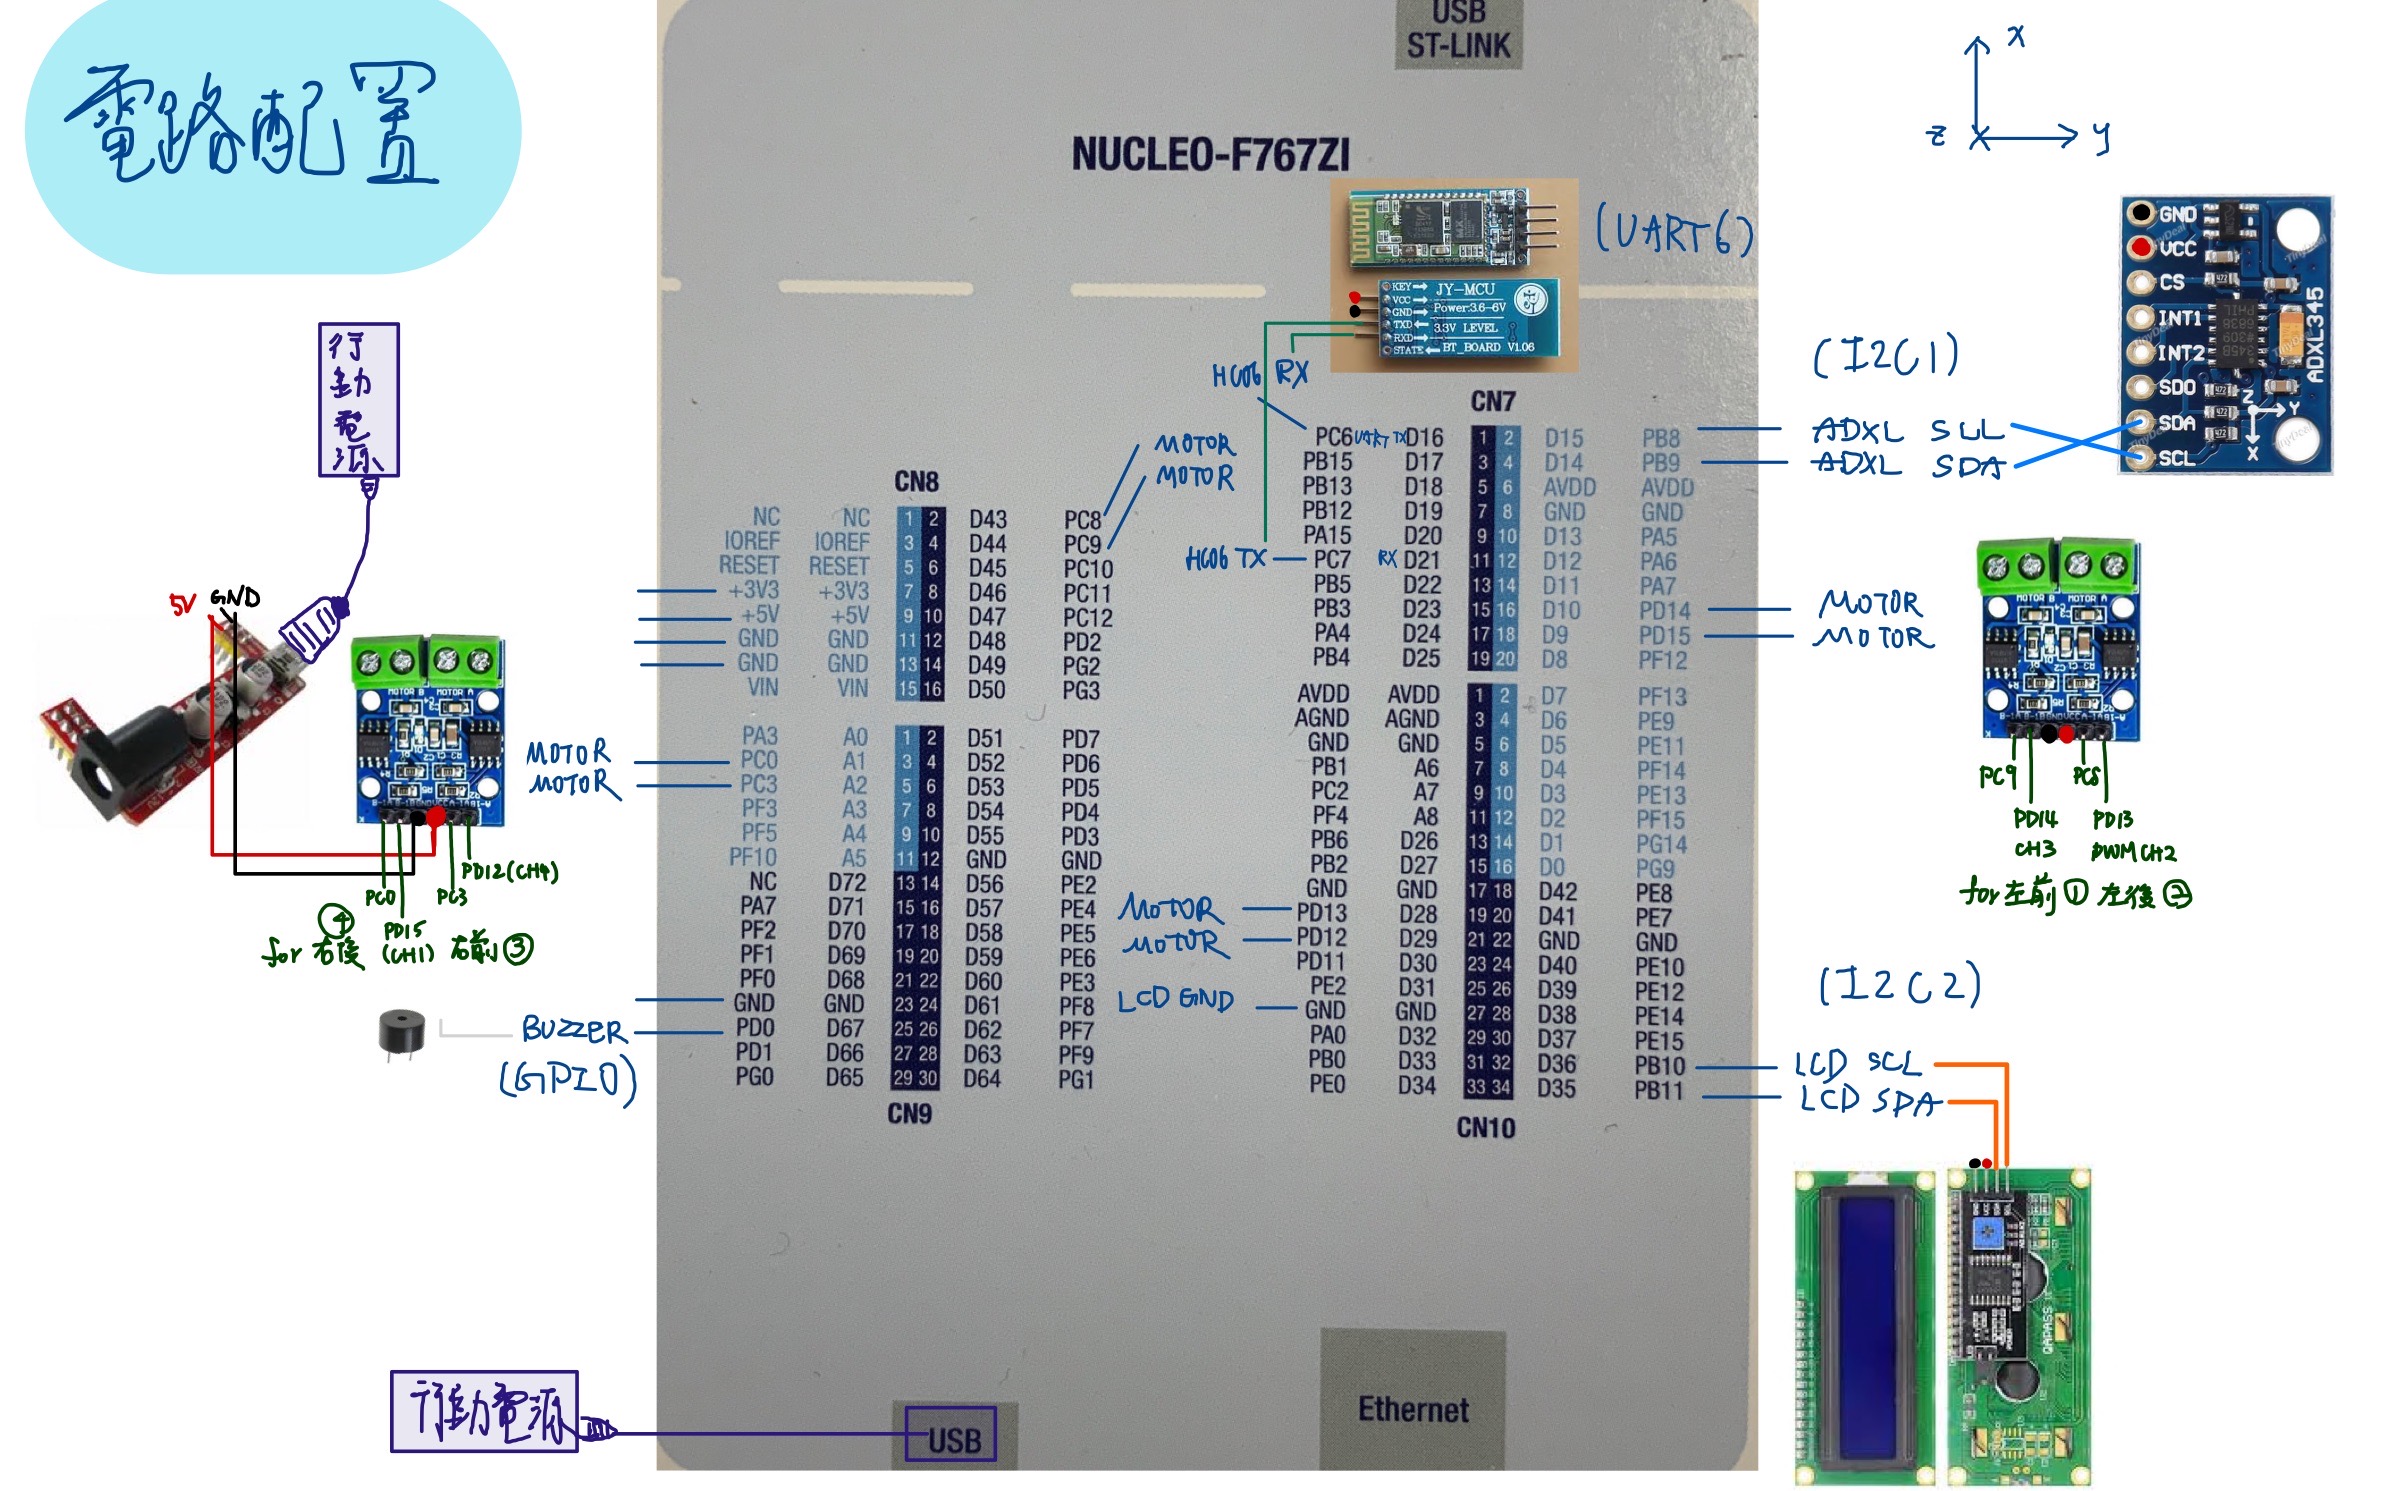 電路配置
USB
ST-LINK
NUCLEO-F767ZI
(UART6)
KEY
VCC
GND
TXD
RXD
STATE
JY-MCU
Power:3.6-6V
3.3V LEVEL
BT_BOARD V1.06
HC06 RX
HC06 TX
X
Z
y
GND
VCC
CS
INT1
INT2
SDO
SDA
SCL
ADXL345
Z
Y
X
(I2C1)
ADXL SCL
ADXL SDA
行動電源
5V GND
MOTOR B MOTOR A
PC0
PD15
(CH1)
PC3
PD12(CH4)
④
for 右後
右前③
MOTOR
MOTOR
CN8
NC NC 1 2 D43 PC8
IOREF IOREF 3 4 D44 PC9
RESET RESET 5 6 D45 PC10
+3V3 +3V3 7 8 D46 PC11
+5V +5V 9 10 D47 PC12
GND GND 11 12 D48 PD2
GND GND 13 14 D49 PG2
VIN VIN 15 16 D50 PG3
MOTOR
MOTOR
PA3 A0 1 2 D51 PD7
PC0 A1 3 4 D52 PD6
PC3 A2 5 6 D53 PD5
PF3 A3 7 8 D54 PD4
PF5 A4 9 10 D55 PD3
PF10 A5 11 12 GND GND
NC D72 13 14 D56 PE2
PA7 D71 15 16 D57 PE4
PF2 D70 17 18 D58 PE5
PF1 D69 19 20 D59 PE6
PF0 D68 21 22 D60 PE3
GND GND 23 24 D61 PF8
PD0 D67 25 26 D62 PF7
PD1 D66 27 28 D63 PF9
PG0 D65 29 30 D64 PG1
CN9
BUZZER
(GPIO)
CN7
PC6 UART TX D16 1 2 D15 PB8
PB15 D17 3 4 D14 PB9
PB13 D18 5 6 AVDD AVDD
PB12 D19 7 8 GND GND
PA15 D20 9 10 D13 PA5
PC7 RX D21 11 12 D12 PA6
PB5 D22 13 14 D11 PA7
PB3 D23 15 16 D10 PD14
PA4 D24 17 18 D9 PD15
PB4 D25 19 20 D8 PF12
MOTOR
MOTOR
AVDD AVDD 1 2 D7 PF13
AGND AGND 3 4 D6 PE9
GND GND 5 6 D5 PE11
PB1 A6 7 8 D4 PF14
PC2 A7 9 10 D3 PE13
PF4 A8 11 12 D2 PF15
PB6 D26 13 14 D1 PG14
PB2 D27 15 16 D0 PG9
GND GND 17 18 D42 PE8
PD13 D28 19 20 D41 PE7
PD12 D29 21 22 GND GND
PD11 D30 23 24 D40 PE10
PE2 D31 25 26 D39 PE12
GND GND 27 28 D38 PE14
PA0 D32 29 30 D37 PE15
PB0 D33 31 32 D36 PB10
PE0 D34 33 34 D35 PB11
CN10
MOTOR
MOTOR
LCD GND
MOTOR B MOTOR A
PC9
PC8
PD14
CH3
PD13
PWM CH2
for 左前① 左後②
(I2C2)
LCD SCL
LCD SDA
QAPASS
行動電源
USB
Ethernet